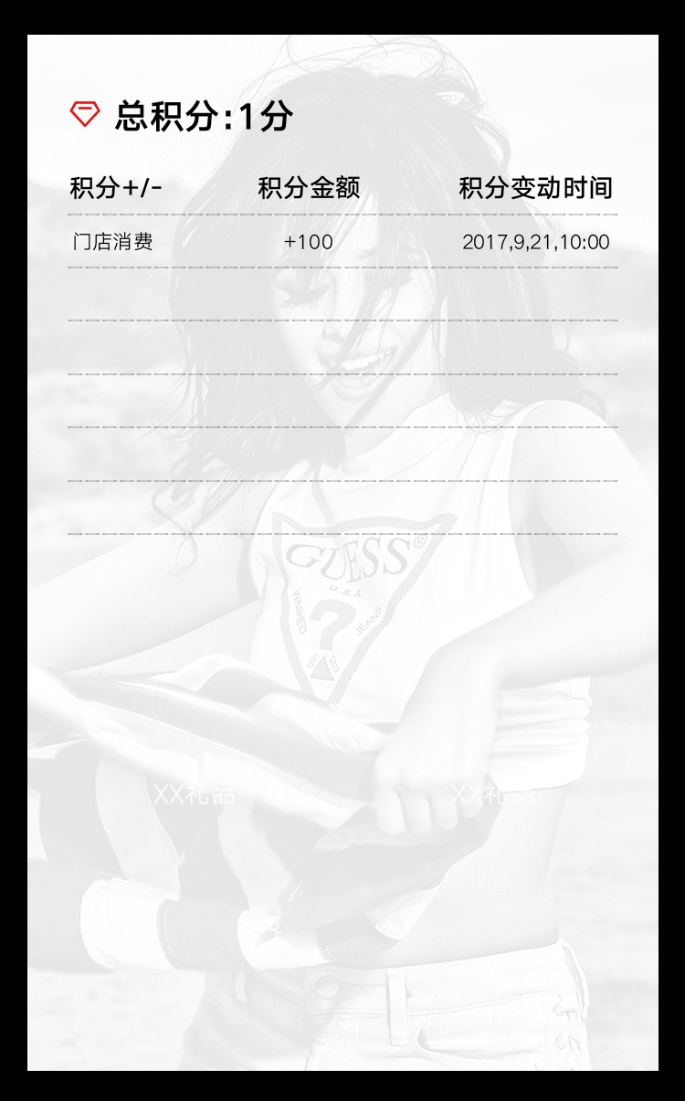 总积分:1分
积分+/- 积分金额 积分变动时间
门店消费 +100 2017,9,21,10:00
GUESS®
U.S.A
WASHED
?
JEANS
XX礼品 XX礼品